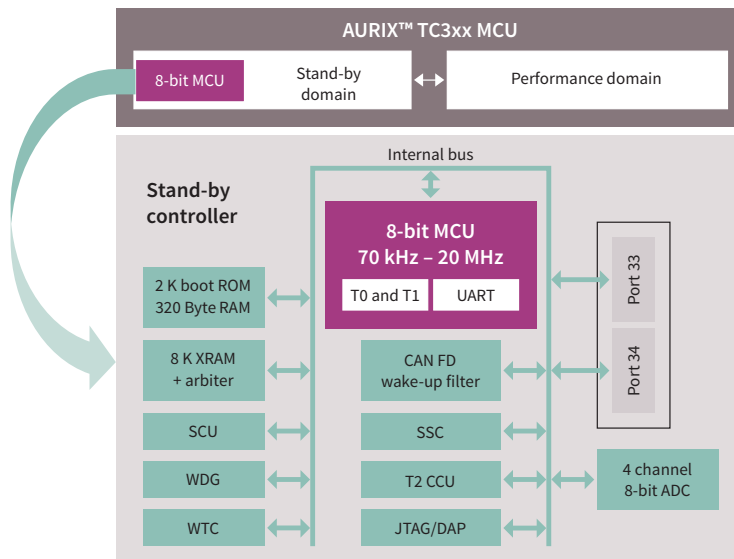 AURIX™ TC3xx MCU
8-bit MCU
Stand-by
domain
Performance domain
Internal bus
Stand-by
controller
8-bit MCU
70 kHz – 20 MHz
T0 and T1
UART
2 K boot ROM
320 Byte RAM
8 K XRAM
+ arbiter
SCU
WDG
WTC
CAN FD
wake-up filter
SSC
T2 CCU
JTAG/DAP
Port 33
Port 34
4 channel
8-bit ADC